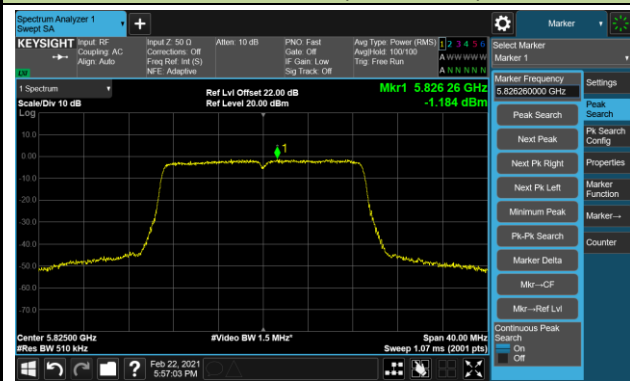 Spectrum Analyzer 1
Swept SA
Marker
KEYSIGHT
Input: RF
Coupling: AC
Align: Auto
Input Z: 50 Ω
Corrections: Off
Freq Ref: Int (S)
NFE: Adaptive
Atten: 10 dB
PNO: Fast
Gate: Off
IF Gain: Low
Sig Track: Off
Avg Type: Power (RMS)
Avg|Hold: 100/100
Trig: Free Run
1 2 3 4 5 6
A W W W W W
A N N N N N
LW
Select Marker
Marker 1
1 Spectrum
Scale/Div 10 dB
Log
Ref Lvl Offset 22.00 dB
Ref Level 20.00 dBm
Mkr1 5.826 26 GHz
-1.184 dBm
1
10.0
0.00
-10.0
-20.0
-30.0
-40.0
-50.0
-60.0
-70.0
Center 5.82500 GHz
#Res BW 510 kHz
#Video BW 1.5 MHz*
Span 40.00 MHz
Sweep 1.07 ms (2001 pts)
Marker Frequency
5.826260000 GHz
Peak Search
Next Peak
Next Pk Right
Next Pk Left
Minimum Peak
Pk-Pk Search
Marker Delta
Mkr→CF
Mkr→Ref Lvl
Continuous Peak
Search
On
Off
Settings
Peak
Search
Pk Search
Config
Properties
Marker
Function
Marker→
Counter
?
Feb 22, 2021
5:57:03 PM